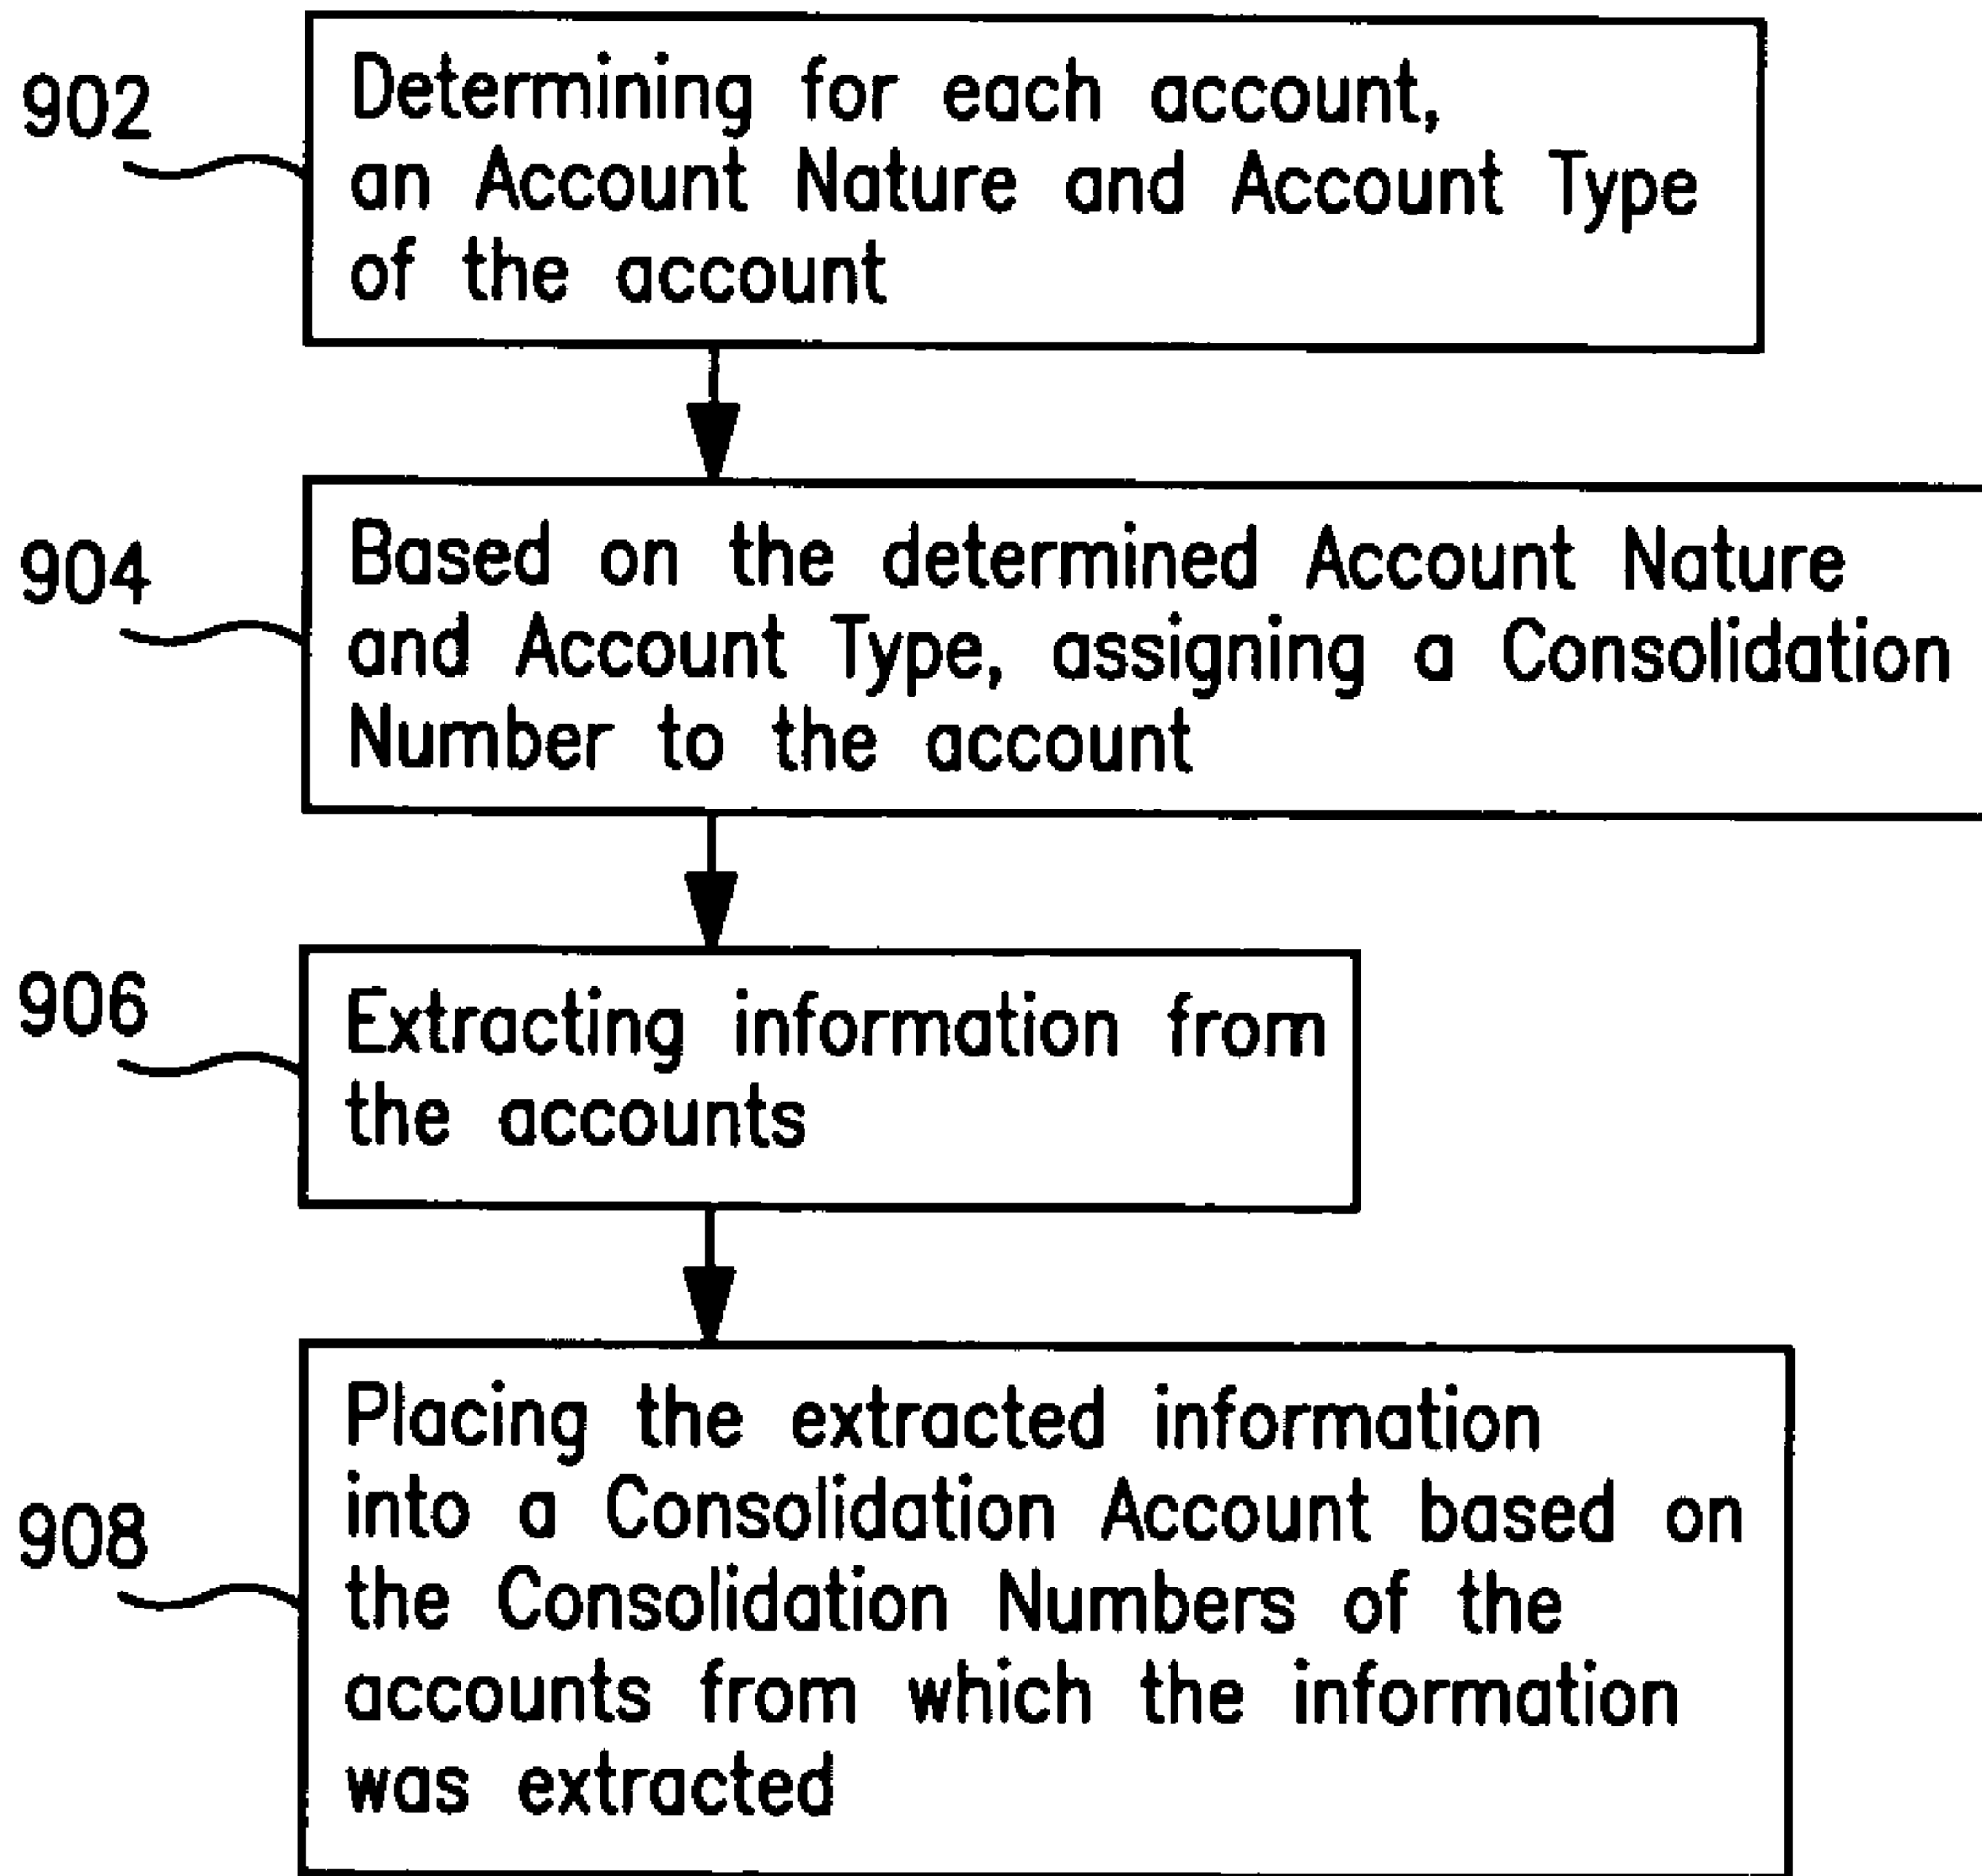 902
Determining for each account,
an Account Nature and Account Type
of the account
904
Based on the determined Account Nature
and Account Type, assigning a Consolidation
Number to the account
906
Extracting information from
the accounts
908
Placing the extracted information
into a Consolidation Account based on
the Consolidation Numbers of the
accounts from which the information
was extracted